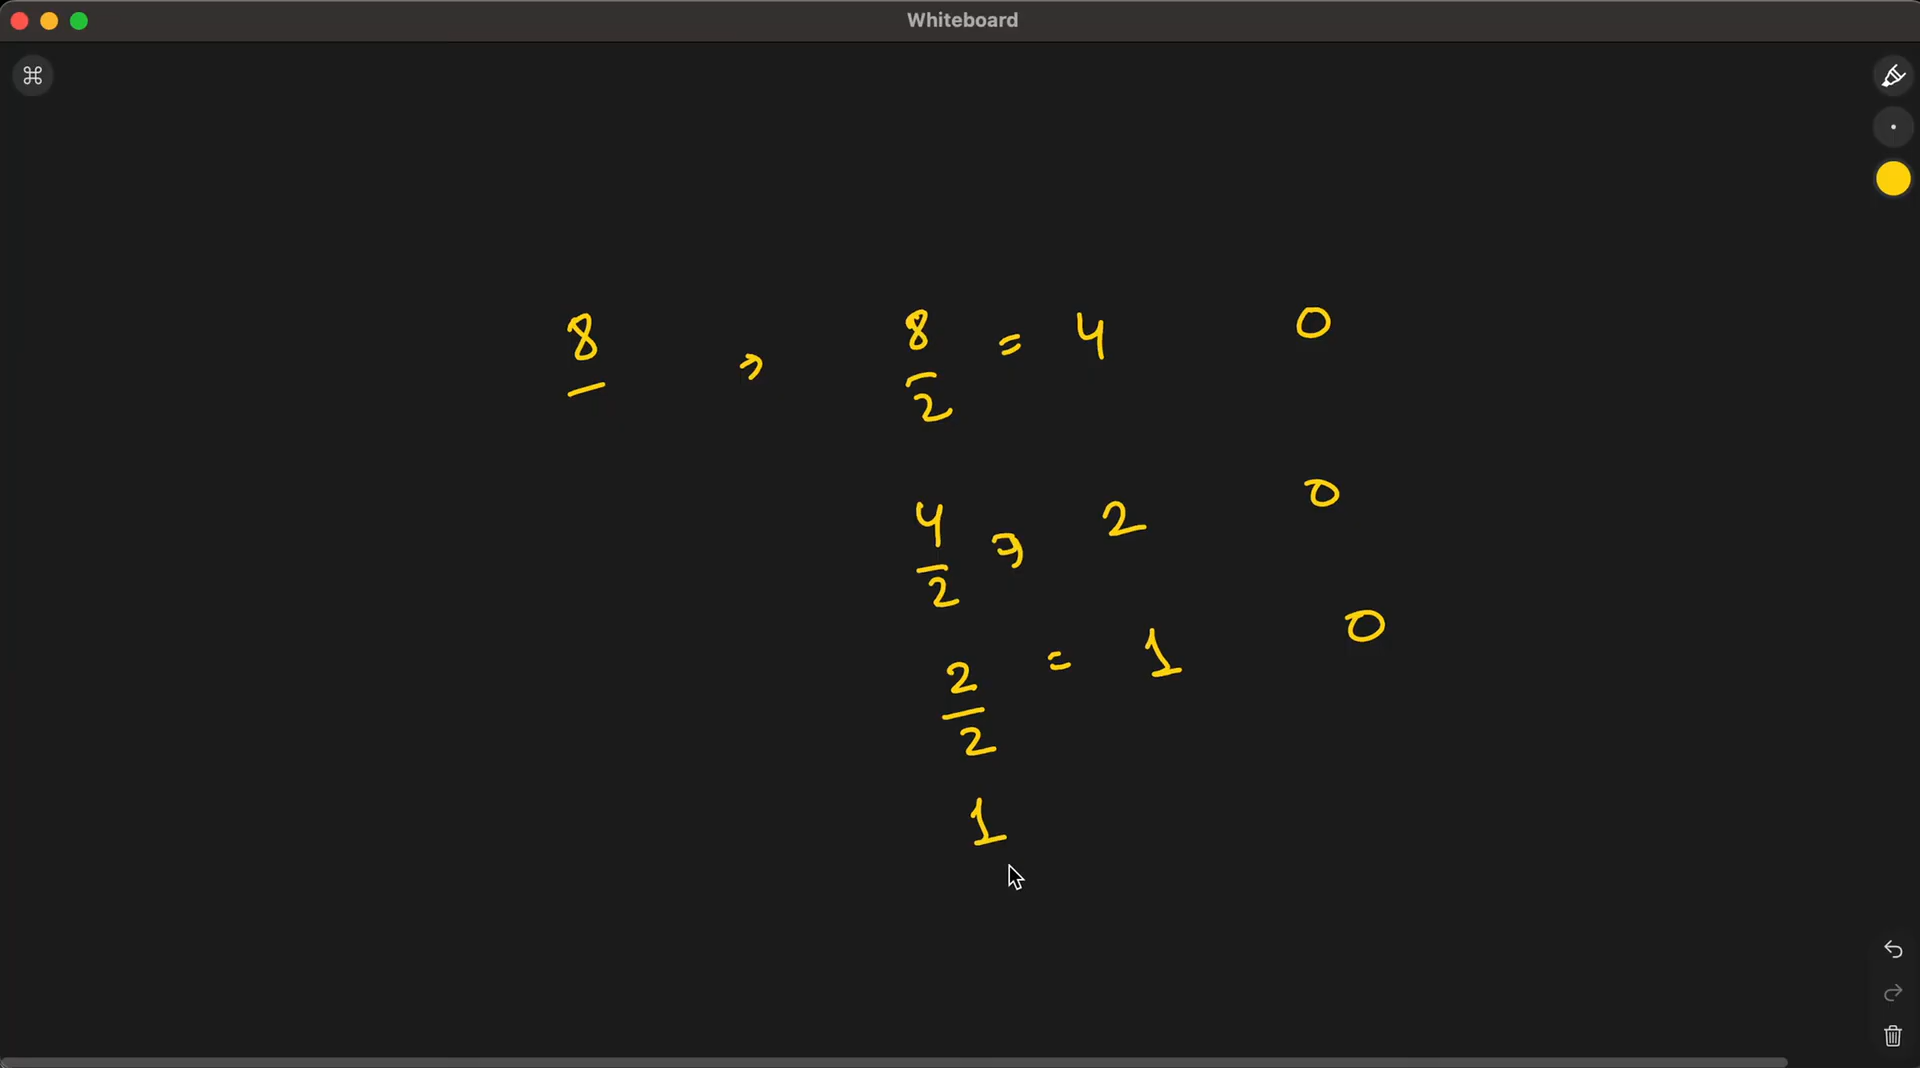 Whiteboard
8 → 8/2 = 4 0
4/2 ⇒ 2 0
2/2 = 1 0
1